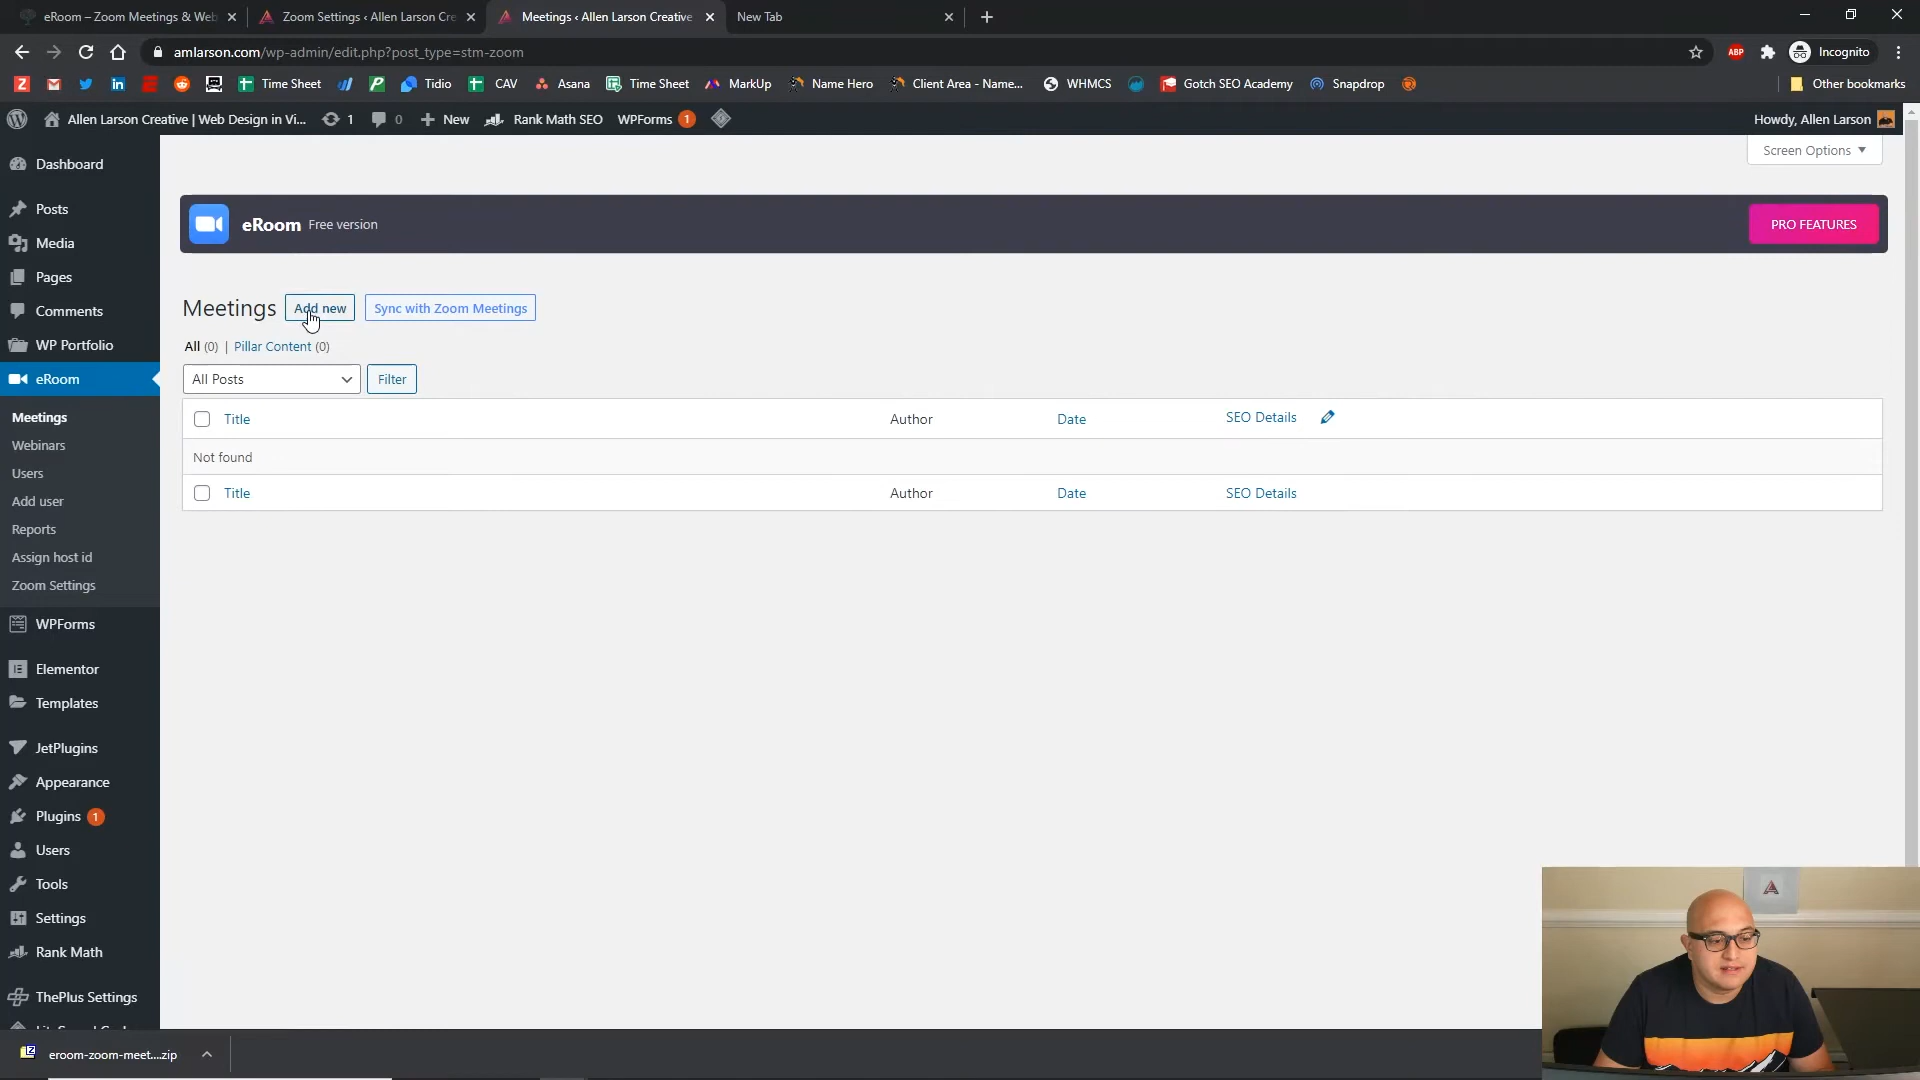 eRoom – Zoom Meetings & Web
Zoom Settings ‹ Allen Larson Cre
Meetings ‹ Allen Larson Creative
New Tab
amlarson.com/wp-admin/edit.php?post_type=stm-zoom
ABP
Incognito
Time Sheet
Tidio
CAV
Asana
Time Sheet
MarkUp
Name Hero
Client Area - Name...
WHMCS
Gotch SEO Academy
Snapdrop
Other bookmarks
Allen Larson Creative | Web Design in Vi...
1
0
New
Rank Math SEO
WPForms 1
Howdy, Allen Larson
Screen Options
Dashboard
Posts
Media
Pages
Comments
WP Portfolio
eRoom
Meetings
Webinars
Users
Add user
Reports
Assign host id
Zoom Settings
WPForms
Elementor
Templates
JetPlugins
Appearance
Plugins 1
Users
Tools
Settings
Rank Math
ThePlus Settings
eRoom Free version
PRO FEATURES
Meetings Add new Sync with Zoom Meetings
All (0) | Pillar Content (0)
All Posts Filter
Title Author Date SEO Details
Not found
Title Author Date SEO Details
eroom-zoom-meet....zip